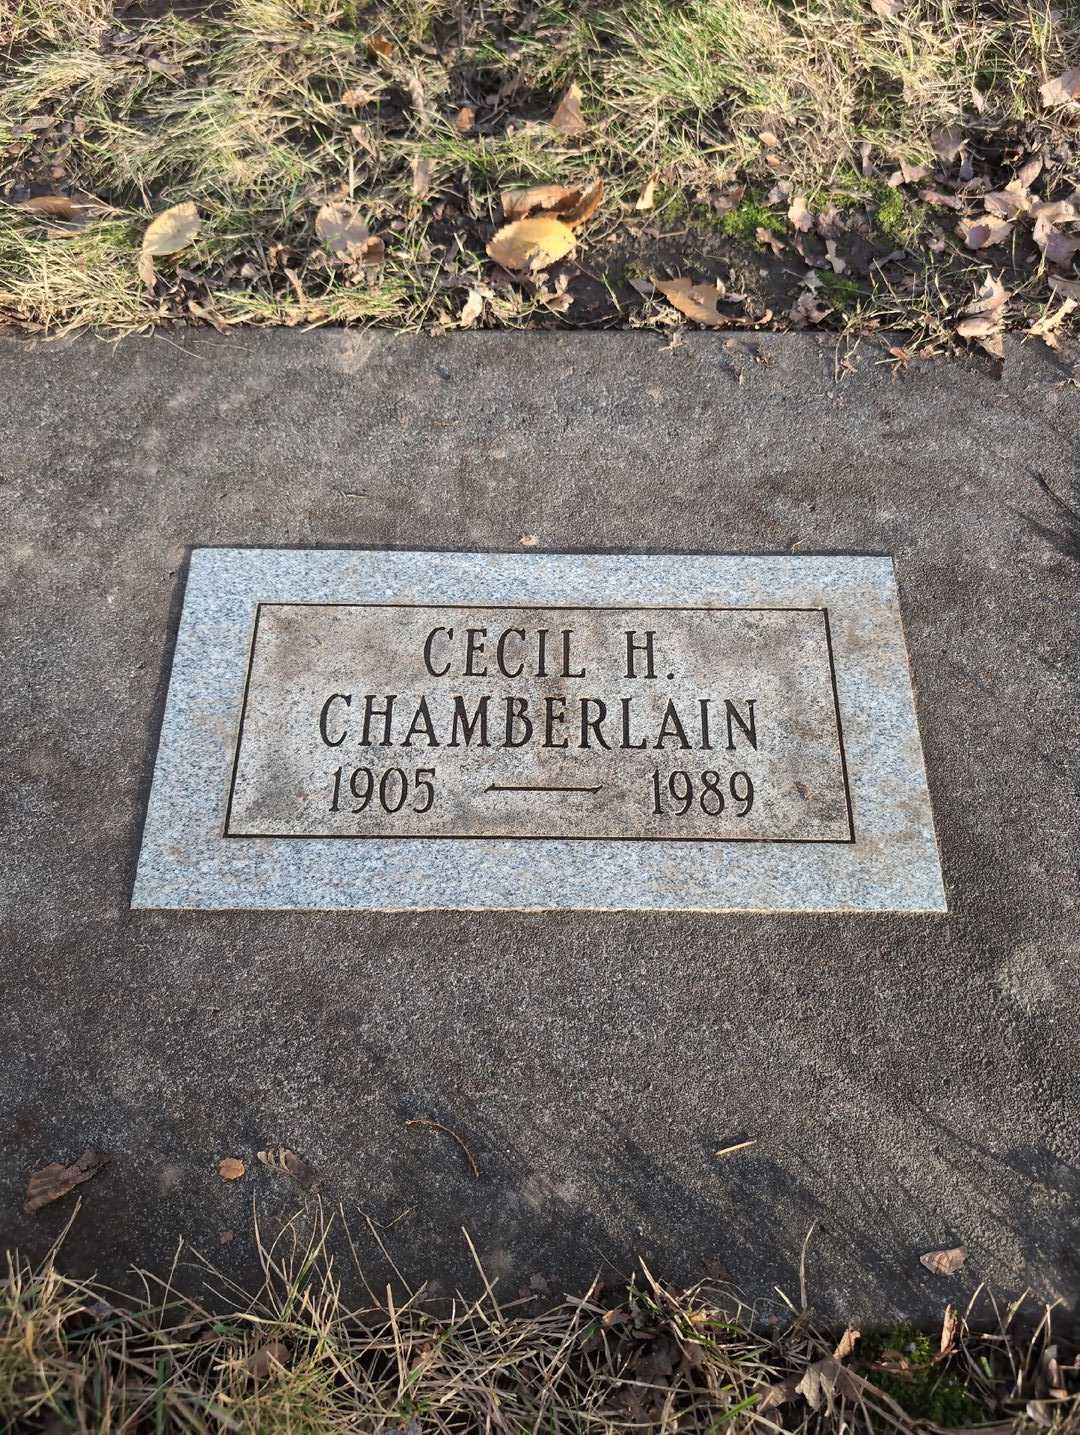 CECIL H.
CHAMBERLAIN
1905 — 1989